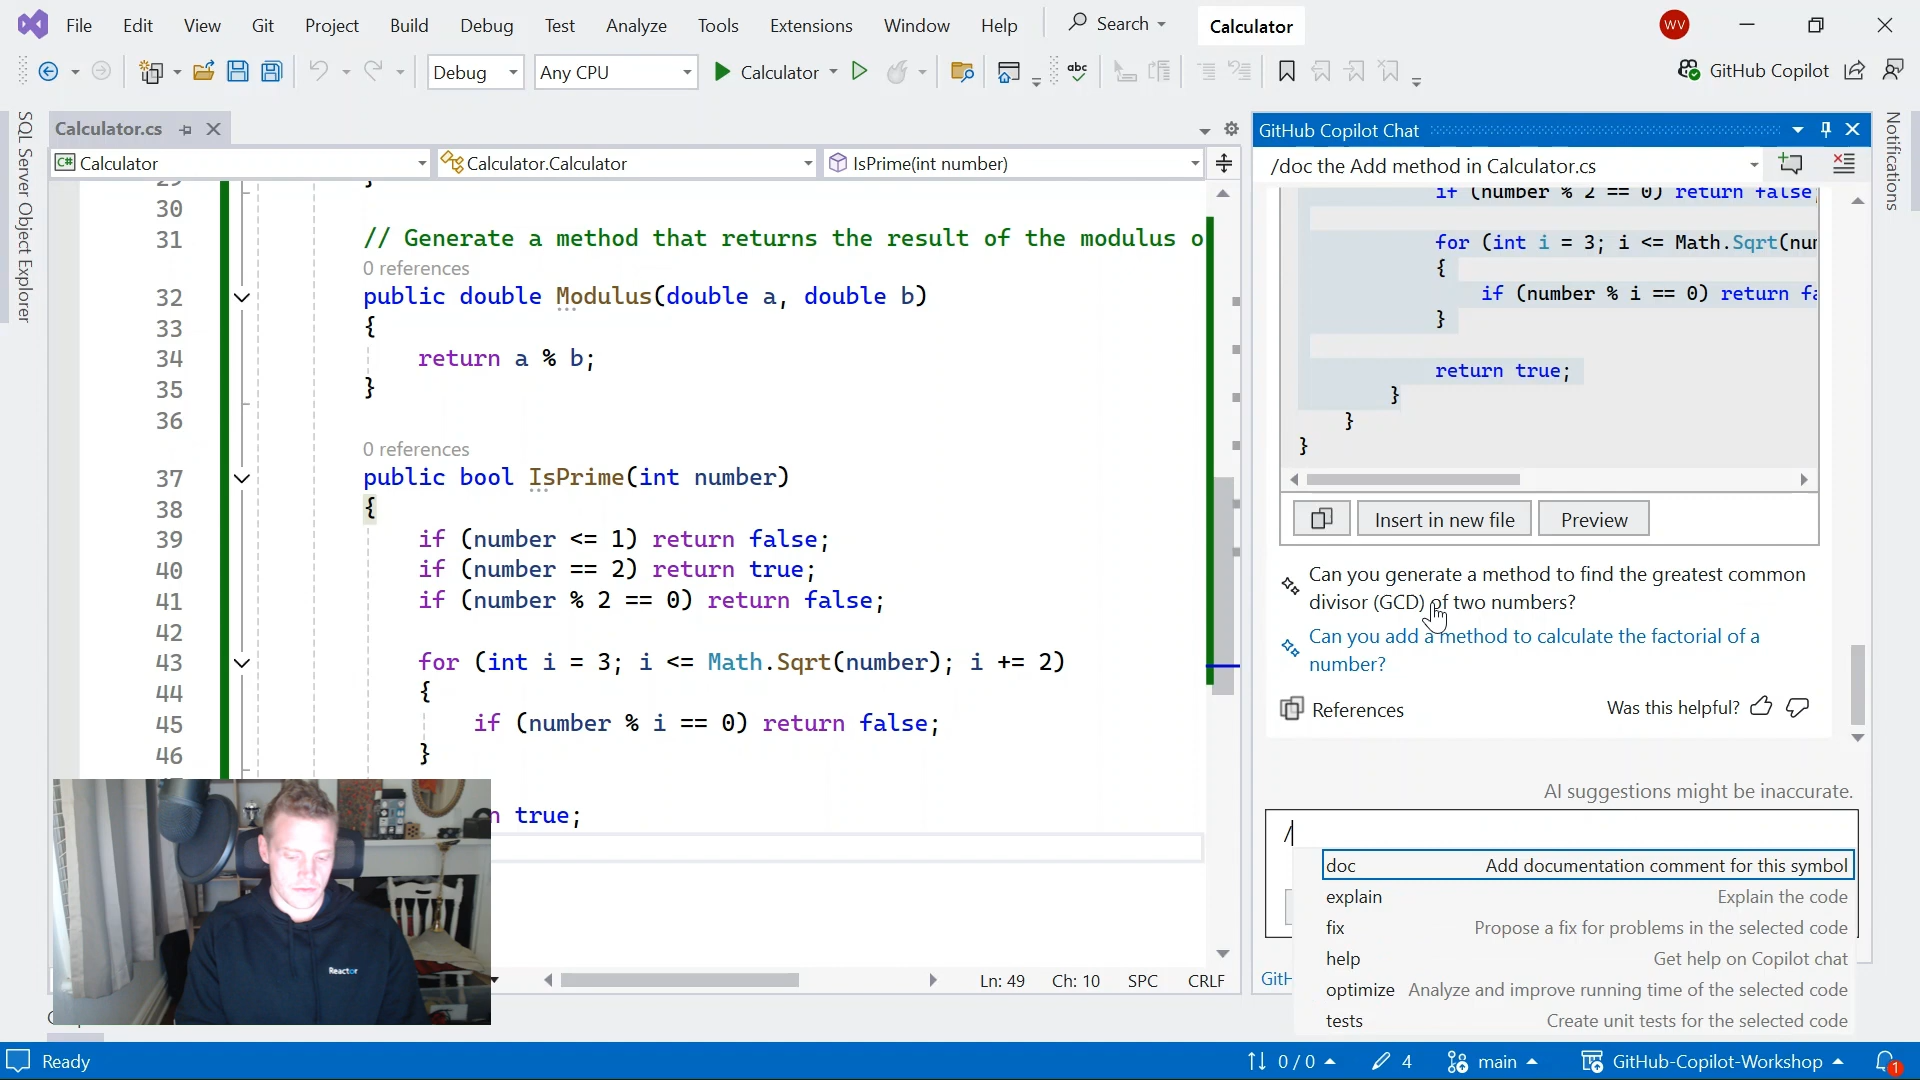 File Edit View Git Project Build Debug Test Analyze Tools Extensions Window Help Search Calculator WV
Debug Any CPU Calculator abc GitHub Copilot
SQL Server Object Explorer
Calculator.cs
C# Calculator Calculator.Calculator IsPrime(int number)
29 }
30
31 // Generate a method that returns the result of the modulus o
0 references
32 public double Modulus(double a, double b)
33 {
34 return a % b;
35 }
36
0 references
37 public bool IsPrime(int number)
38 {
39 if (number <= 1) return false;
40 if (number == 2) return true;
41 if (number % 2 == 0) return false;
42
43 for (int i = 3; i <= Math.Sqrt(number); i += 2)
44 {
45 if (number % i == 0) return false;
46 }
n true;
Reactor
Ln: 49 Ch: 10 SPC CRLF
GitHub Copilot Chat
/doc the Add method in Calculator.cs
if (number % 2 == 0) return false;
for (int i = 3; i <= Math.Sqrt(num
{
if (number % i == 0) return fa
}
return true;
}
}
}
Insert in new file Preview
Can you generate a method to find the greatest common
divisor (GCD) of two numbers?
Can you add a method to calculate the factorial of a
number?
References Was this helpful?
AI suggestions might be inaccurate.
/
doc Add documentation comment for this symbol
explain Explain the code
fix Propose a fix for problems in the selected code
help Get help on Copilot chat
optimize Analyze and improve running time of the selected code
tests Create unit tests for the selected code
GitH
Notifications
Ready 0 / 0 4 main GitHub-Copilot-Workshop 1